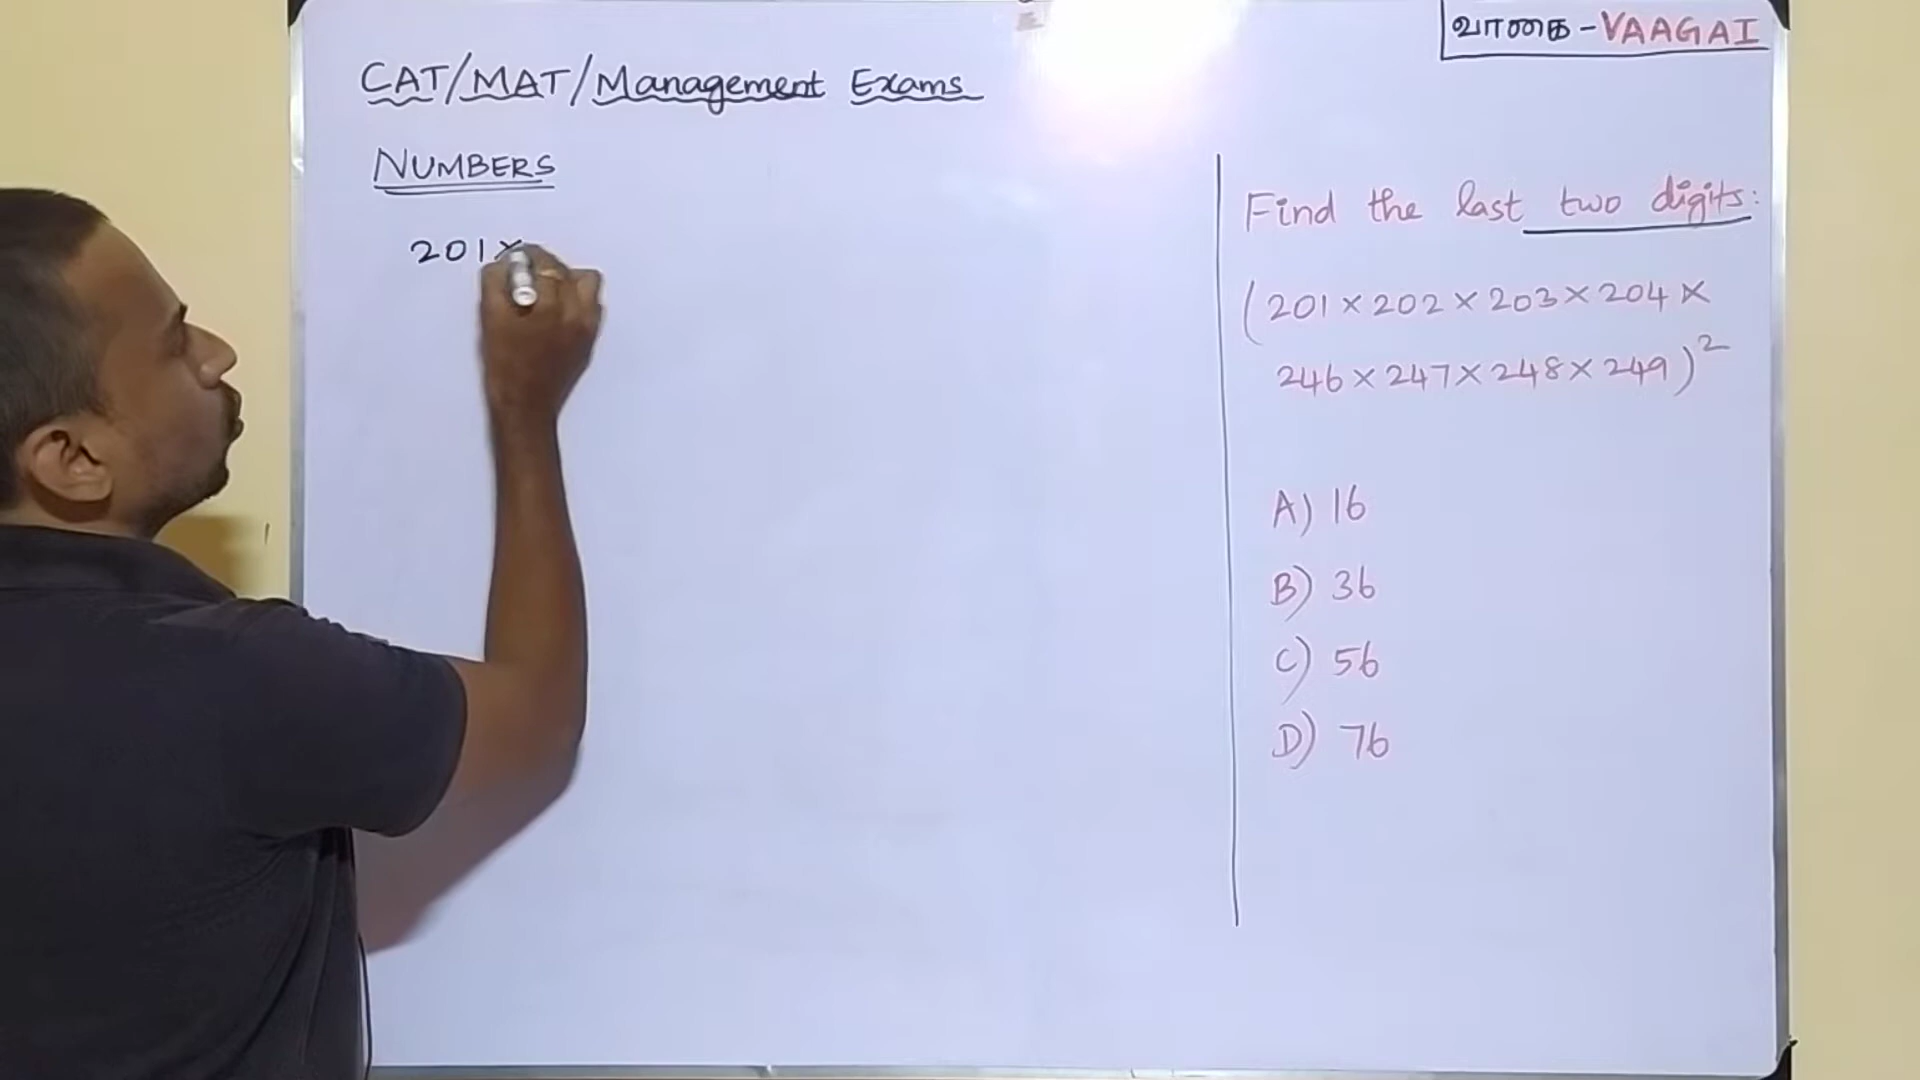 வாகை - VAAGAI
CAT/MAT/Management Exams
NUMBERS
201×
Find the last two digits:
(201×202×203×204×
246×247×248×249)²
A) 16
B) 36
C) 56
D) 76